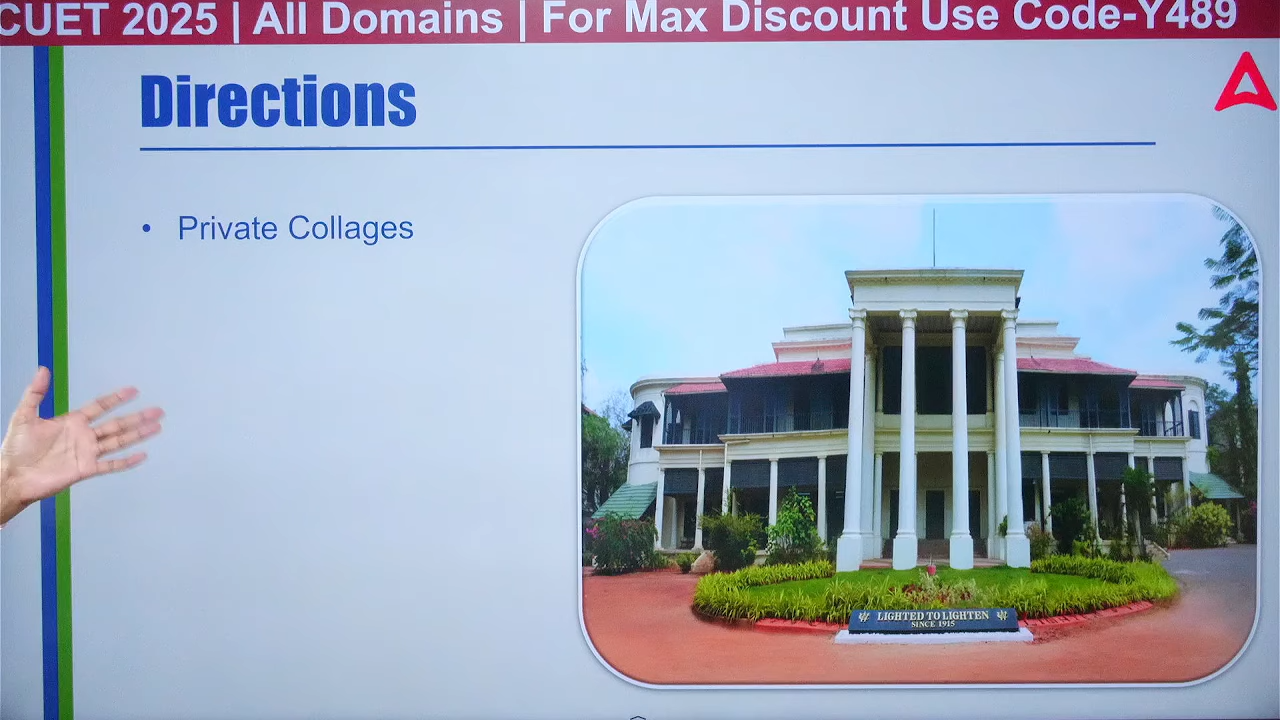 CUET 2025 | All Domains | For Max Discount Use Code-Y489
Directions
• Private Collages
LIGHTED TO LIGHTEN
SINCE 1915